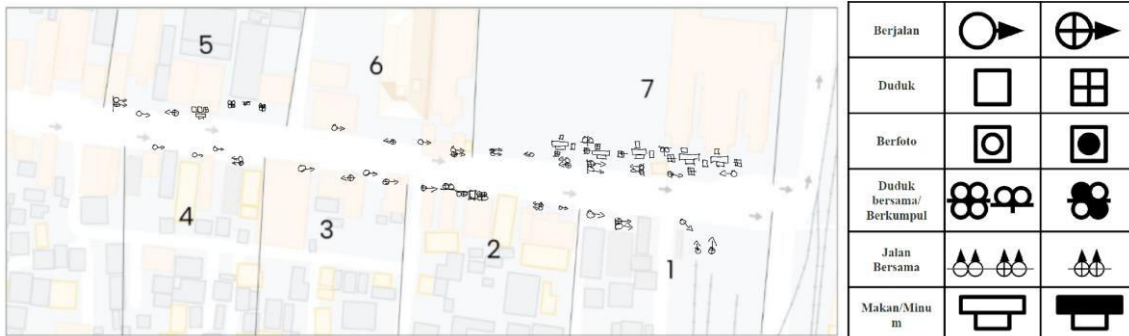 5
6
7
4
3
2
1
Berjalan
Duduk
Berfoto
Duduk
bersama/
Berkumpul
Jalan
Bersama
Makan/Minu
m